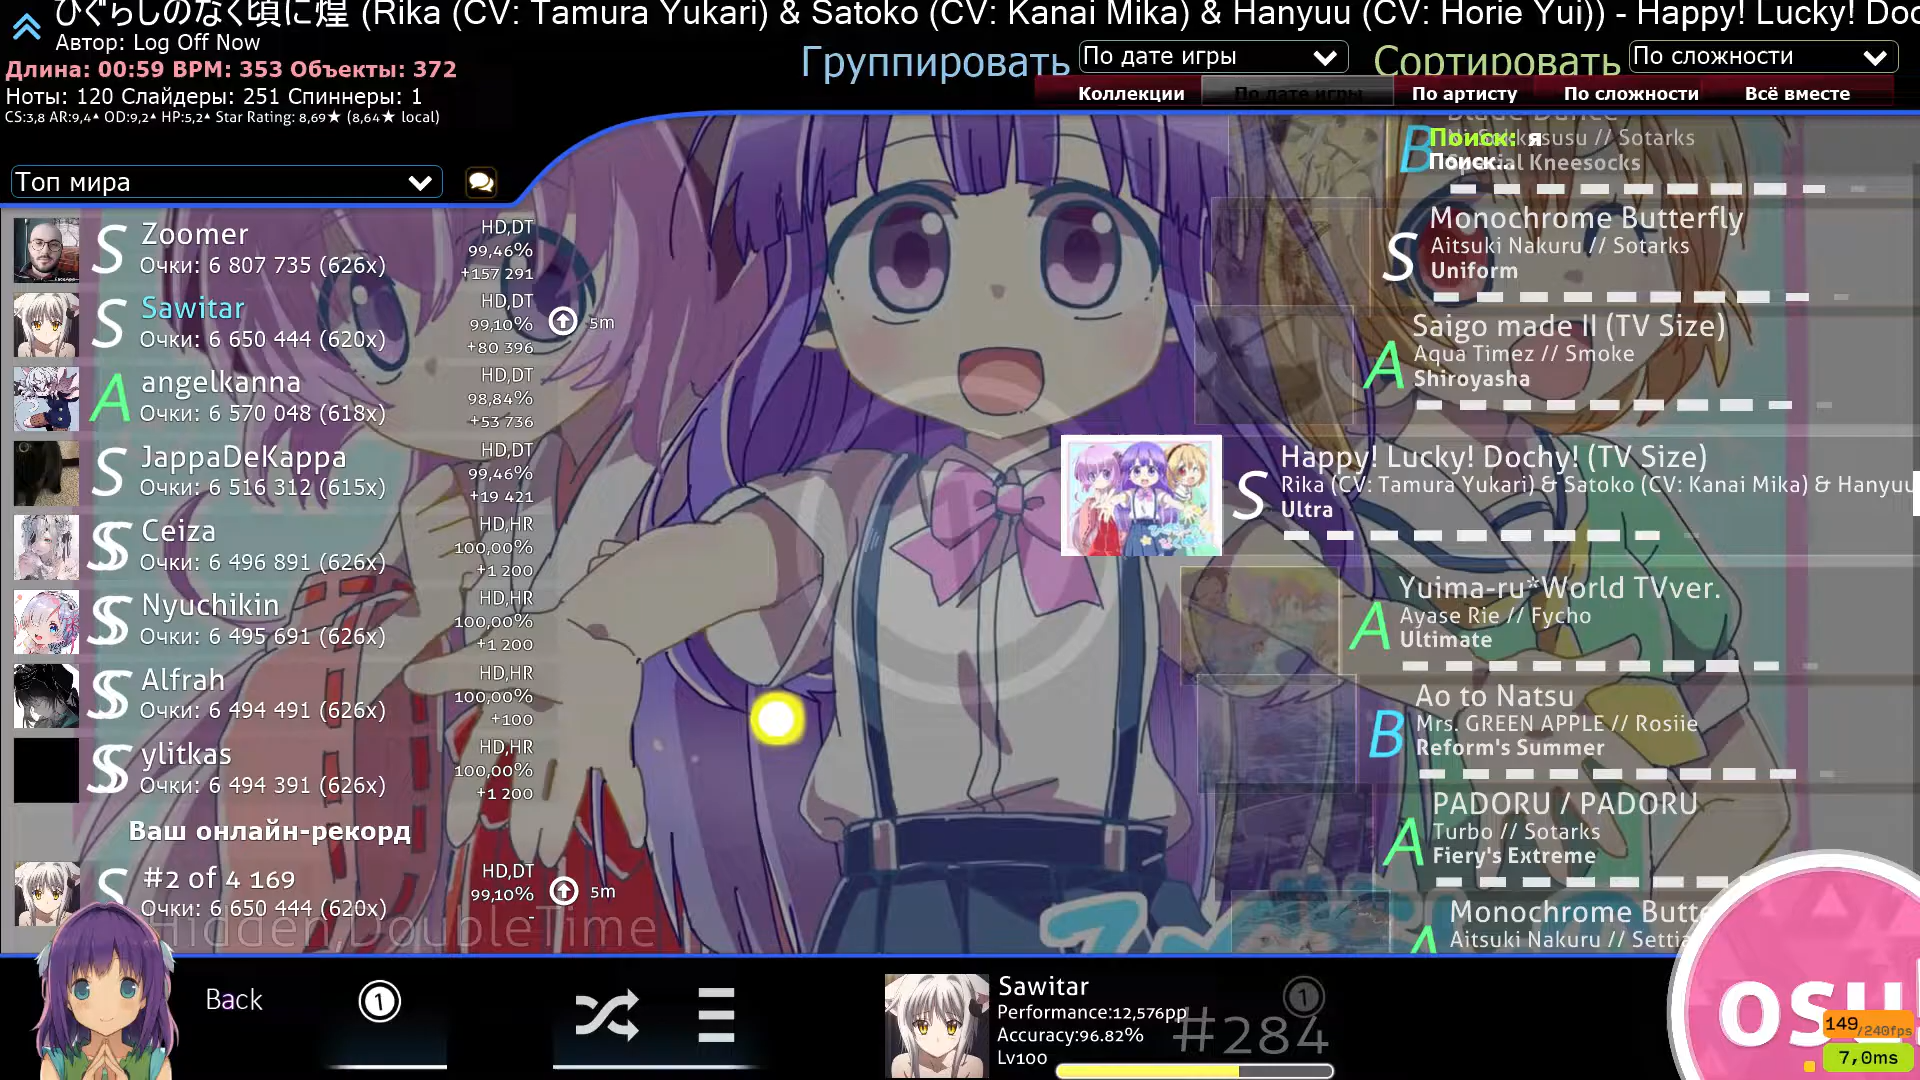 ひぐらしのなく頃に煌 (Rika (CV: Tamura Yukari) & Satoko (CV: Kanai Mika) & Hanyuu (CV: Horie Yui)) - Happy! Lucky! Doc
Автор: Log Off Now
Длина: 00:59 BPM: 353 Объекты: 372
Ноты: 120 Слайдеры: 251 Спиннеры: 1
CS:3,8 AR:9,4 OD:9,2 HP:5,2 Star Rating: 8,69★ (8,64★ local)
Группировать По дате игры Сортировать По сложности
Коллекции По дате игры По артисту По сложности Всё вместе
Топ мира
Zoomer
Очки: 6 807 735 (626x)
HD,DT
99,46%
+157 291
Sawitar
Очки: 6 650 444 (620x)
HD,DT
99,10%
+80 396
5m
angelkanna
Очки: 6 570 048 (618x)
HD,DT
98,84%
+53 736
JappaDeKappa
Очки: 6 516 312 (615x)
HD,DT
99,46%
+19 421
Ceiza
Очки: 6 496 891 (626x)
HD,HR
100,00%
+1 200
Nyuchikin
Очки: 6 495 691 (626x)
HD,HR
100,00%
+1 200
Alfrah
Очки: 6 494 491 (626x)
HD,HR
100,00%
+100
ylitkas
Очки: 6 494 391 (626x)
HD,HR
100,00%
+1 200
Ваш онлайн-рекорд
#2 of 4 169
Очки: 6 650 444 (620x)
HD,DT
99,10%
-
5m
Hidden,DoubleTime
Blade Dance
// Sotarks
Kneesocks
Поиск: я
Поиск...
B
Monochrome Butterfly
Aitsuki Nakuru // Sotarks
Uniform
S
Saigo made II (TV Size)
Aqua Timez // Smoke
Shiroyasha
A
Happy! Lucky! Dochy! (TV Size)
Rika (CV: Tamura Yukari) & Satoko (CV: Kanai Mika) & Hanyuu
Ultra
S
Yuima-ru*World TVver.
Ayase Rie // Fycho
Ultimate
A
Ao to Natsu
Mrs. GREEN APPLE // Rosiie
Reform's Summer
B
PADORU / PADORU
Turbo // Sotarks
Fiery's Extreme
A
Monochrome Butt
Aitsuki Nakuru // Settia
A
Back
1
Sawitar
Performance:12,576pp
Accuracy:96.82%
Lv100
#284
1
osu
149/240fps
7,0ms